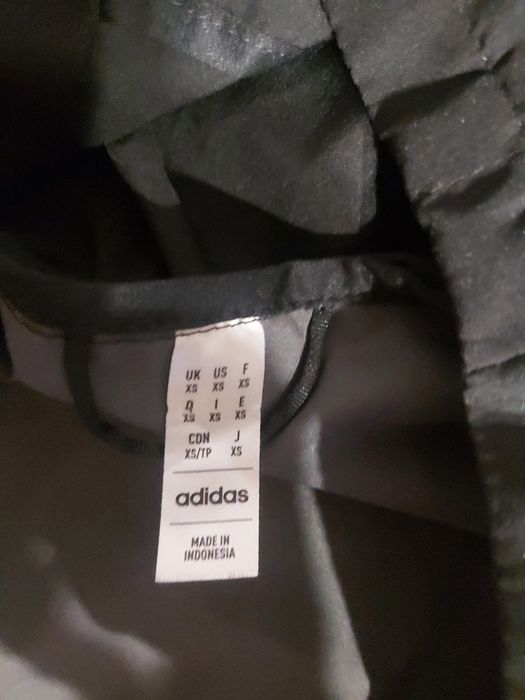 UK US F
XS XS XS
D I E
XS XS XS
CDN J
XS/TP XS
adidas
MADE IN
INDONESIA